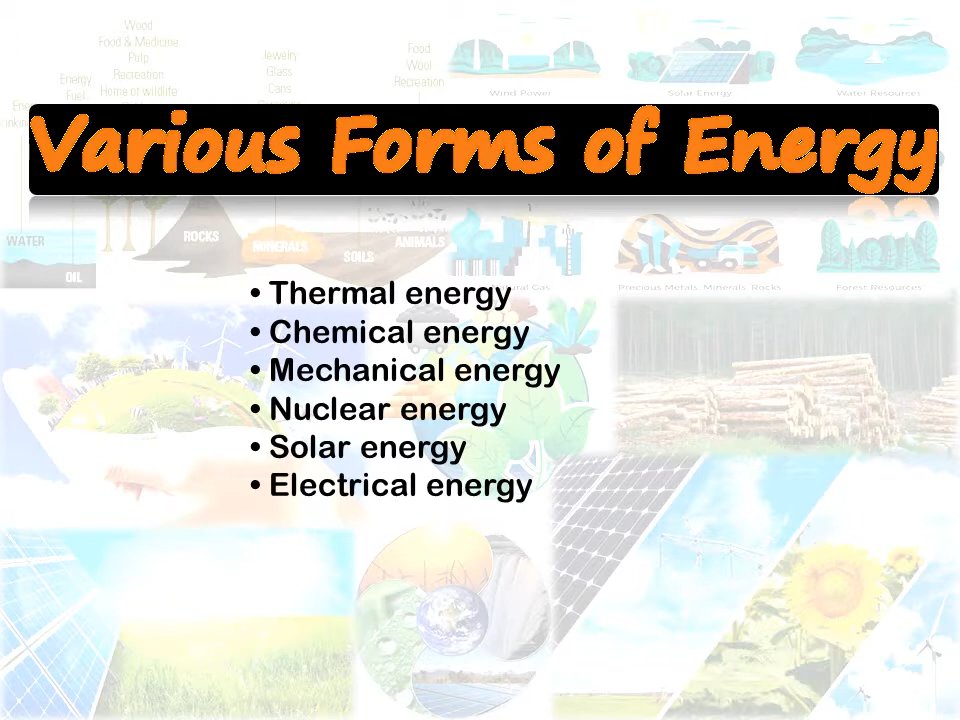 Wood
Food & Medicine
Pulp
Recreation
Home of wildlife
Energy
Fuel
Jewelry
Glass
Cans
Food
Wool
Recreation
Wind Power
Solar Energy
Water Resources
Various Forms of Energy
WATER
OIL
ROCKS
MINERALS
SOILS
ANIMALS
Natural Gas
Precious Metals, Minerals, Rocks
Forest Resources
• Thermal energy
• Chemical energy
• Mechanical energy
• Nuclear energy
• Solar energy
• Electrical energy